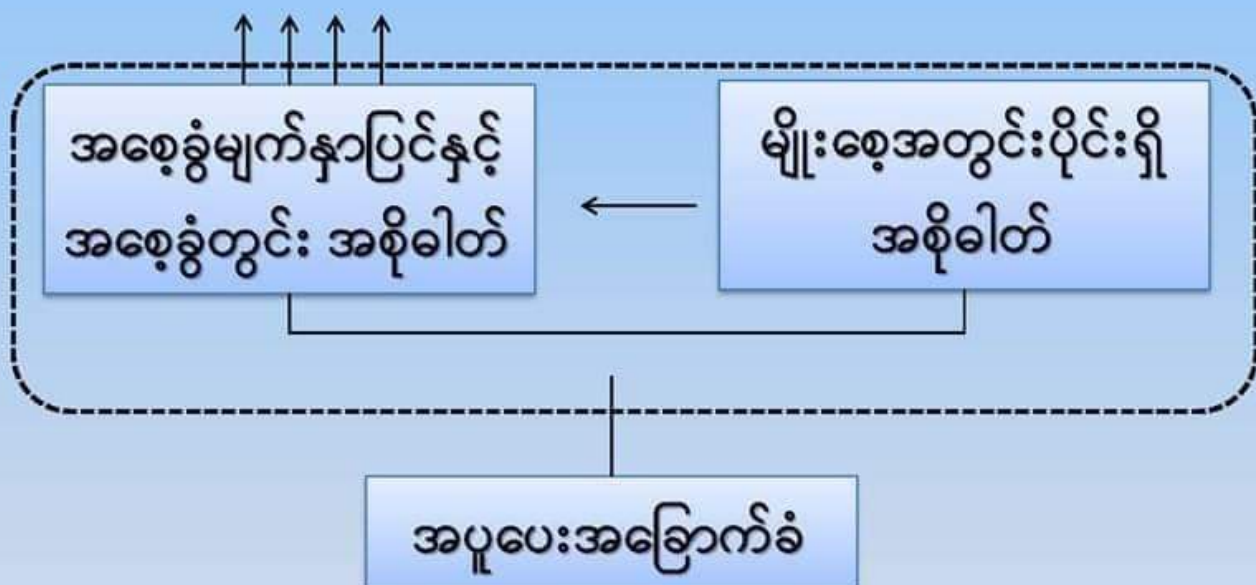 အစေ့ခွံမျက်နှာပြင်နှင့်
အစေ့ခွံတွင်း အစိုဓါတ်
မျိုးစေ့အတွင်းပိုင်းရှိ
အစိုဓါတ်
အပူပေးအခြောက်ခံ